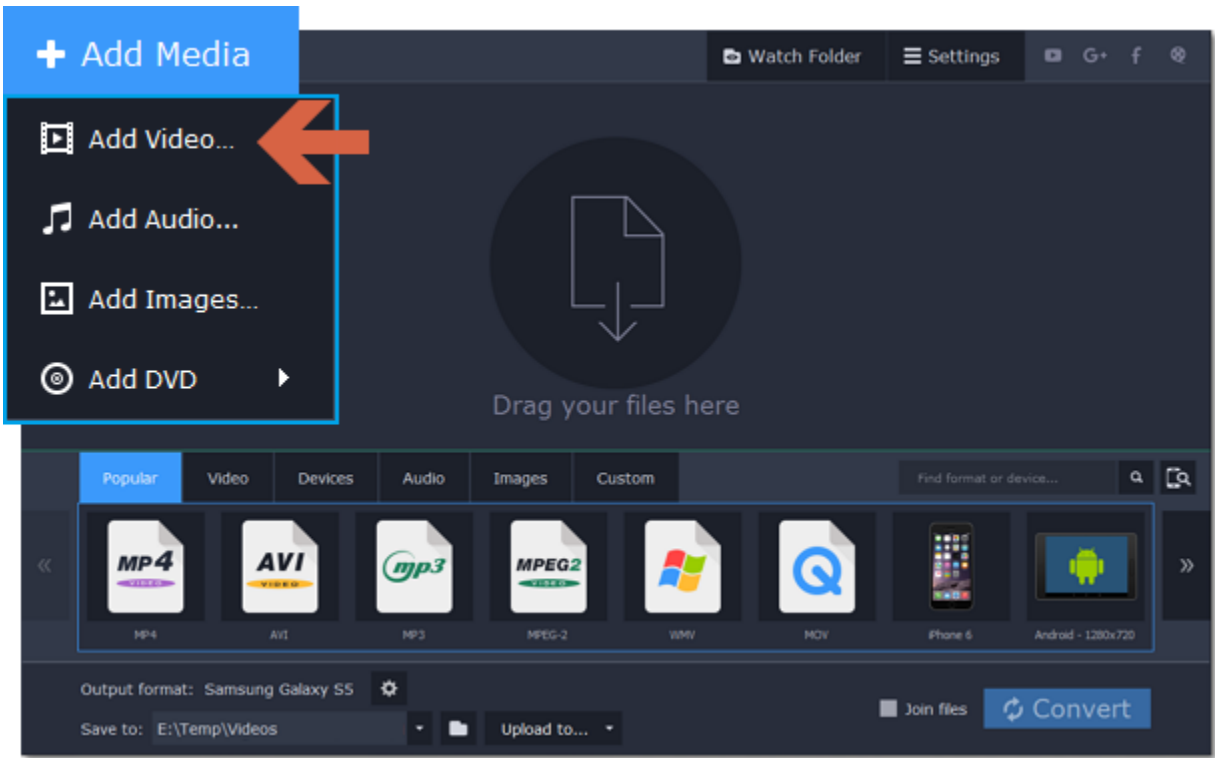 Add Media
Watch Folder
Settings
G+
f
Add Video...
Add Audio...
Add Images...
Add DVD
Drag your files here
Popular
Video
Devices
Audio
Images
Custom
Find format or device...
MP4
VIDEO
AVI
VIDEO
mp3
MPEG2
VIDEO
MP4
AVI
MP3
MPEG-2
WMV
MOV
iPhone 6
Android - 1280x720
Output format: Samsung Galaxy S5
Save to: E:\Temp\Videos
Upload to...
Join files
Convert